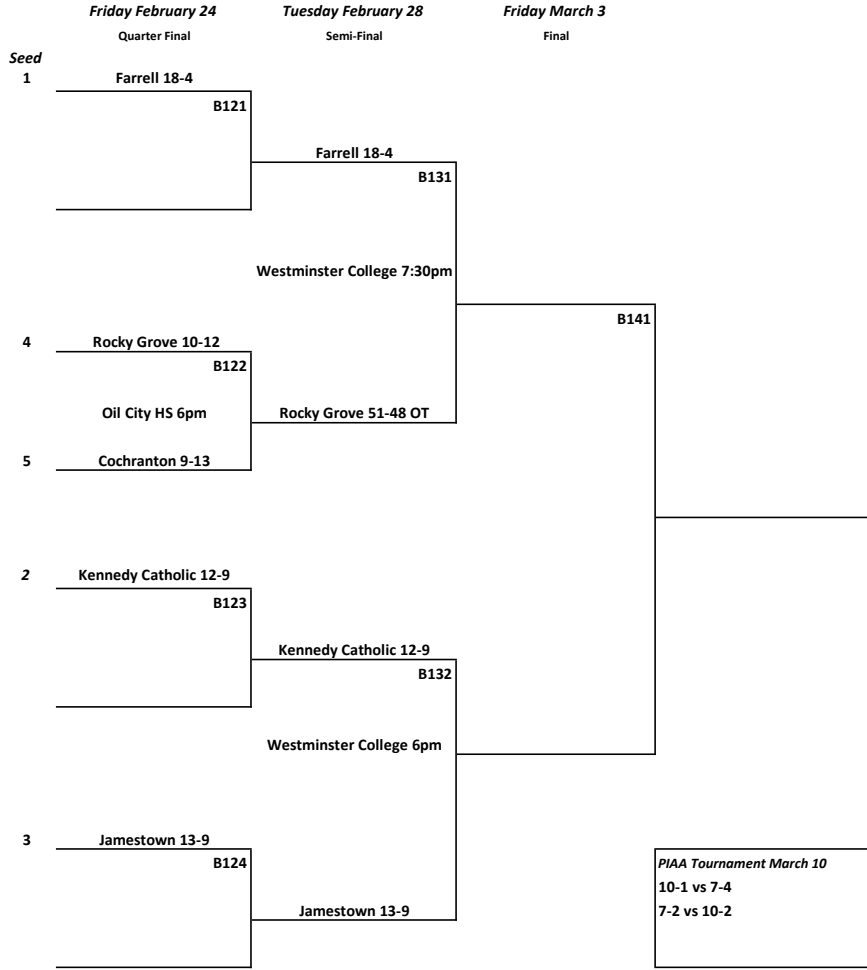 Friday February 24 Tuesday February 28 Friday March 3
Quarter Final Semi-Final Final
Seed
1 Farrell 18-4
B121
Farrell 18-4
B131
Westminster College 7:30pm
B141
4 Rocky Grove 10-12
B122
Oil City HS 6pm Rocky Grove 51-48 OT
5 Cochranton 9-13
2 Kennedy Catholic 12-9
B123
Kennedy Catholic 12-9
B132
Westminster College 6pm
3 Jamestown 13-9
B124 PIAA Tournament March 10
10-1 vs 7-4
Jamestown 13-9 7-2 vs 10-2